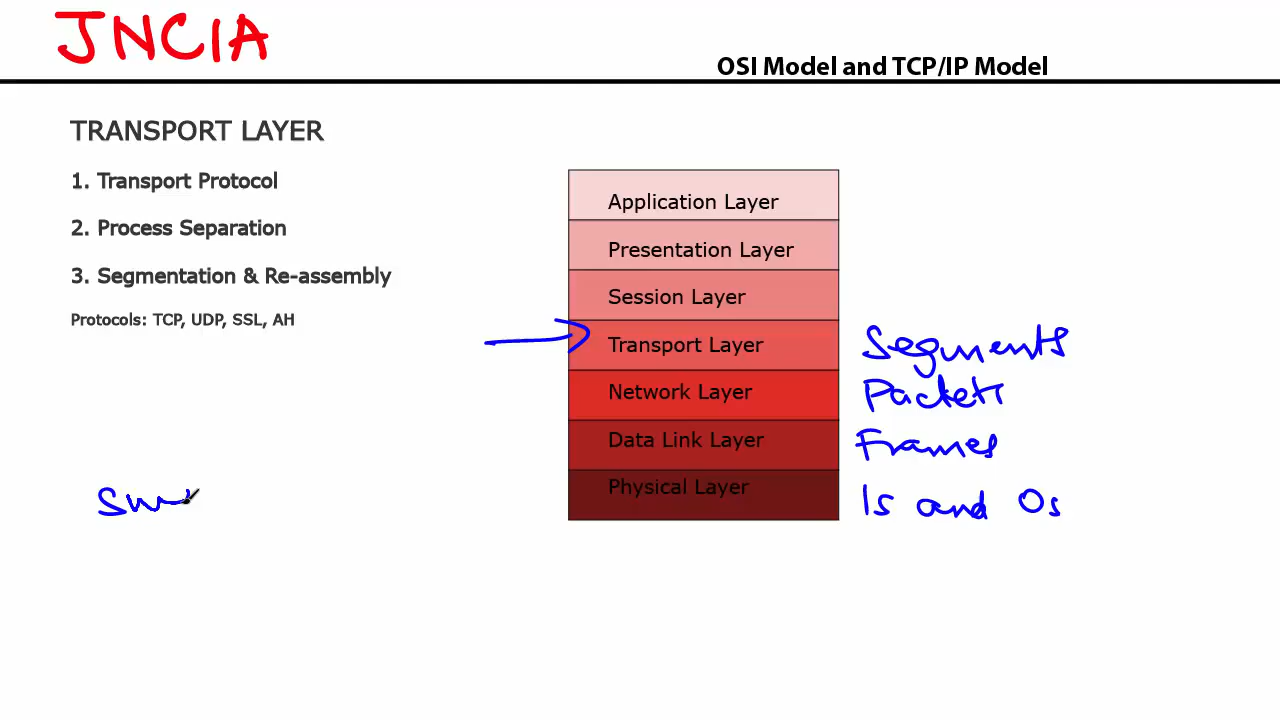 JNCIA
OSI Model and TCP/IP Model
TRANSPORT LAYER
1. Transport Protocol
2. Process Separation
3. Segmentation & Re-assembly
Protocols: TCP, UDP, SSL, AH
Application Layer
Presentation Layer
Session Layer
Transport Layer
Network Layer
Data Link Layer
Physical Layer
Segments
Packets
Frames
1s and 0s